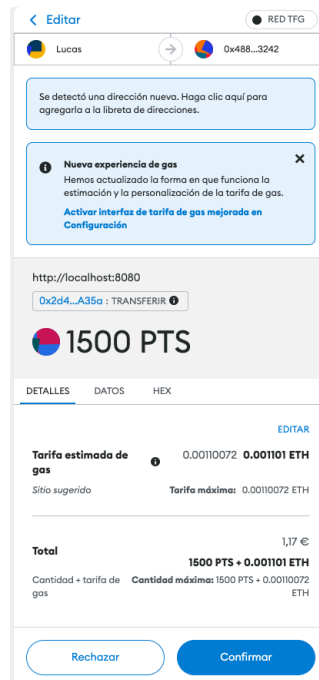 Editar
RED TFG
Lucas
0x488...3242
Se detectó una dirección nueva. Haga clic aquí para
agregarla a la libreta de direcciones.
Nueva experiencia de gas
Hemos actualizado la forma en que funciona la
estimación y la personalización de la tarifa de gas.
Activar interfaz de tarifa de gas mejorada en
Configuración
http://localhost:8080
0x2d4...A35a : TRANSFERIR
1500 PTS
DETALLES DATOS HEX
EDITAR
Tarifa estimada de
gas
0.00110072 0.001101 ETH
Sitio sugerido
Tarifa máxima: 0.00110072 ETH
Total
1,17 €
1500 PTS + 0.001101 ETH
Cantidad + tarifa de
gas
Cantidad máxima: 1500 PTS + 0.00110072
ETH
Rechazar
Confirmar